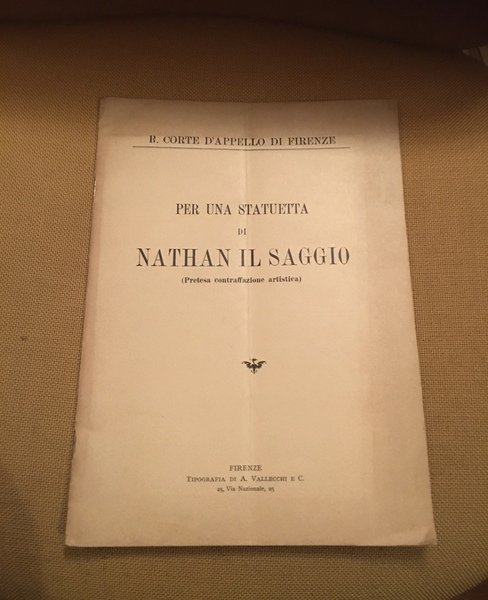 R. CORTE D'APPELLO DI FIRENZE
PER UNA STATUETTA
DI
NATHAN IL SAGGIO
(Pretesa contraffazione artistica)
FIRENZE
TIPOGRAFIA DI A. VALLECCHI E C.
25, Via Nazionale, 25